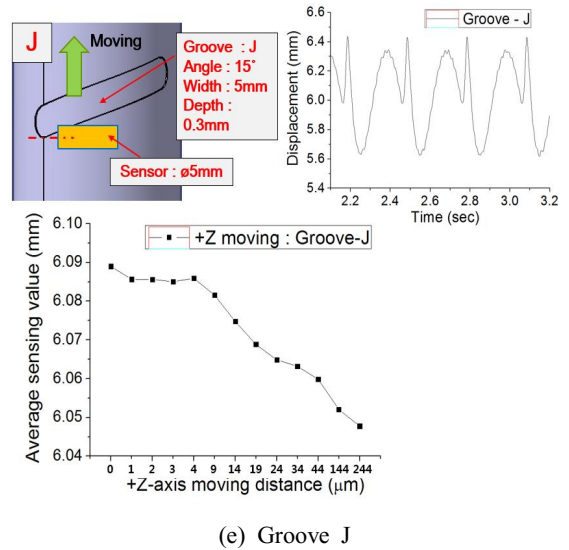 J
Moving
Groove : J
Angle : 15˚
Width : 5mm
Depth :
0.3mm
Sensor : ø5mm
Groove - J
Displacement (mm)
6.6
6.4
6.2
6.0
5.8
5.6
5.4
2.2 2.4 2.6 2.8 3.0 3.2
Time (sec)
+Z moving : Groove-J
Average sensing value (mm)
6.10
6.09
6.08
6.07
6.06
6.05
6.04
0 1 2 3 4 9 14 19 24 34 44 144 244
+Z-axis moving distance (μm)
(e) Groove J